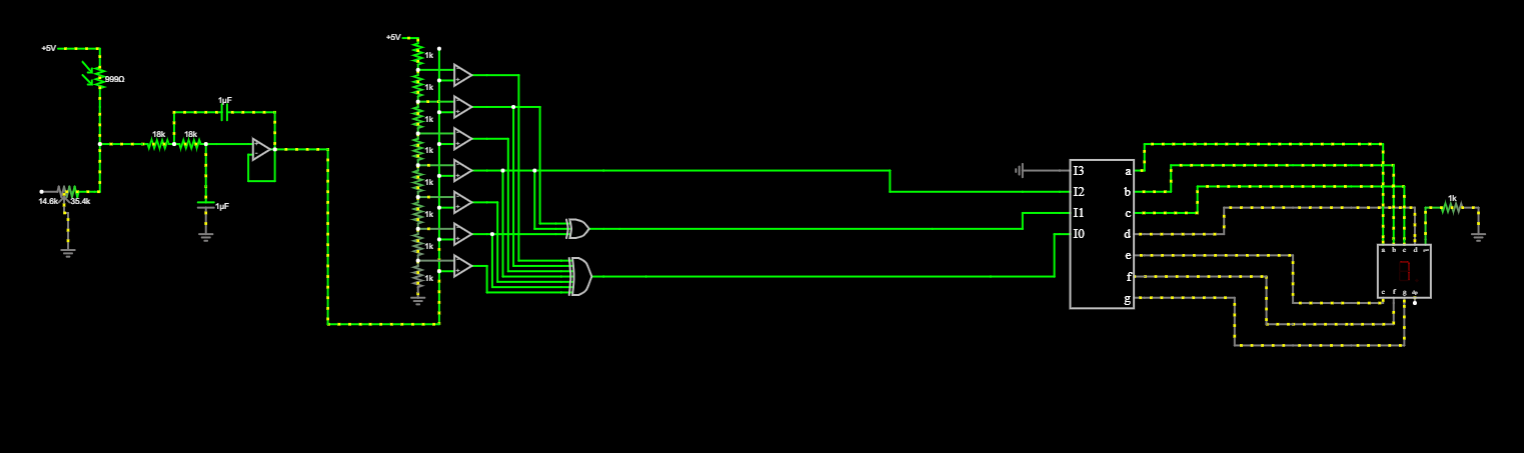 +5V
999Ω
1μF
18k
18k
14.6k
35.4k
1μF
+5V
1k
1k
1k
1k
1k
1k
1k
1k
I3
I2
I1
I0
a
b
c
d
e
f
g
1k
a b c d
e f g dp